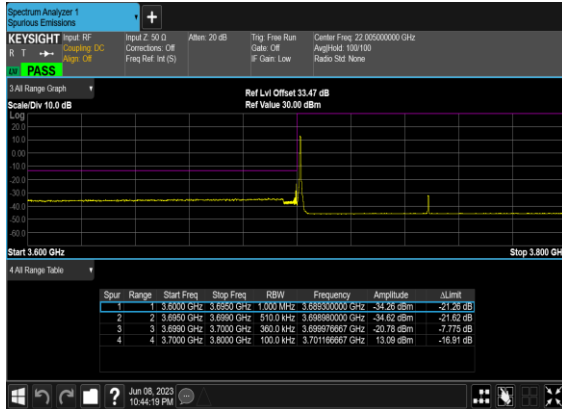 Spectrum Analyzer 1
Spurious Emissions
+
KEYSIGHT Input: RF Input Z: 50 Ω Atten: 20 dB Trig: Free Run Center Freq: 22.005000000 GHz
R T Coupling: DC Corrections: Off Gate: Off Avg|Hold: 100/100
Align: Off Freq Ref: Int (S) IF Gain: Low Radio Std: None
PASS
3 All Range Graph
Ref Lvl Offset 33.47 dB
Scale/Div 10.0 dB Ref Value 30.00 dBm
Log
20.0
10.0
0.00
-10.0
-20.0
-30.0
-40.0
-50.0
-60.0
Start 3.600 GHz Stop 3.800 GH
4 All Range Table
Spur Range Start Freq Stop Freq RBW Frequency Amplitude ΔLimit
1 1 3.6000 GHz 3.6950 GHz 1.000 MHz 3.689300000 GHz -34.26 dBm -21.26 dB
2 2 3.6950 GHz 3.6990 GHz 510.0 kHz 3.698980000 GHz -34.62 dBm -21.62 dB
3 3 3.6990 GHz 3.7000 GHz 360.0 kHz 3.699976667 GHz -20.78 dBm -7.775 dB
4 4 3.7000 GHz 3.8000 GHz 100.0 kHz 3.701166667 GHz 13.09 dBm -16.91 dB
? Jun 08, 2023
10:44:19 PM